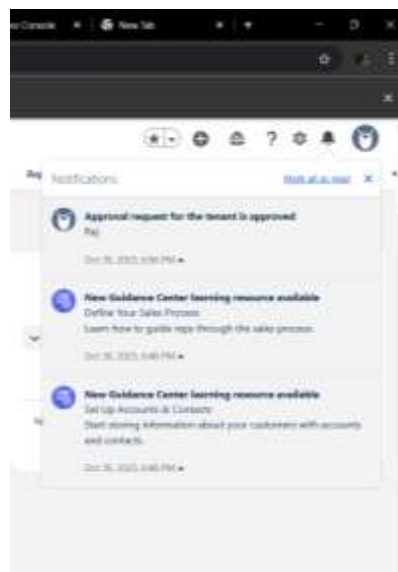 Console
New Tab
Notifications
Mark all as read
Approval request for the tenant is approved
Raj
New Guidance Center learning resource available
Define Your Sales Process
Learn how to guide reps through the sales process.
New Guidance Center learning resource available
Set Up Accounts & Contacts
Start storing information about your customers with accounts
and contacts.